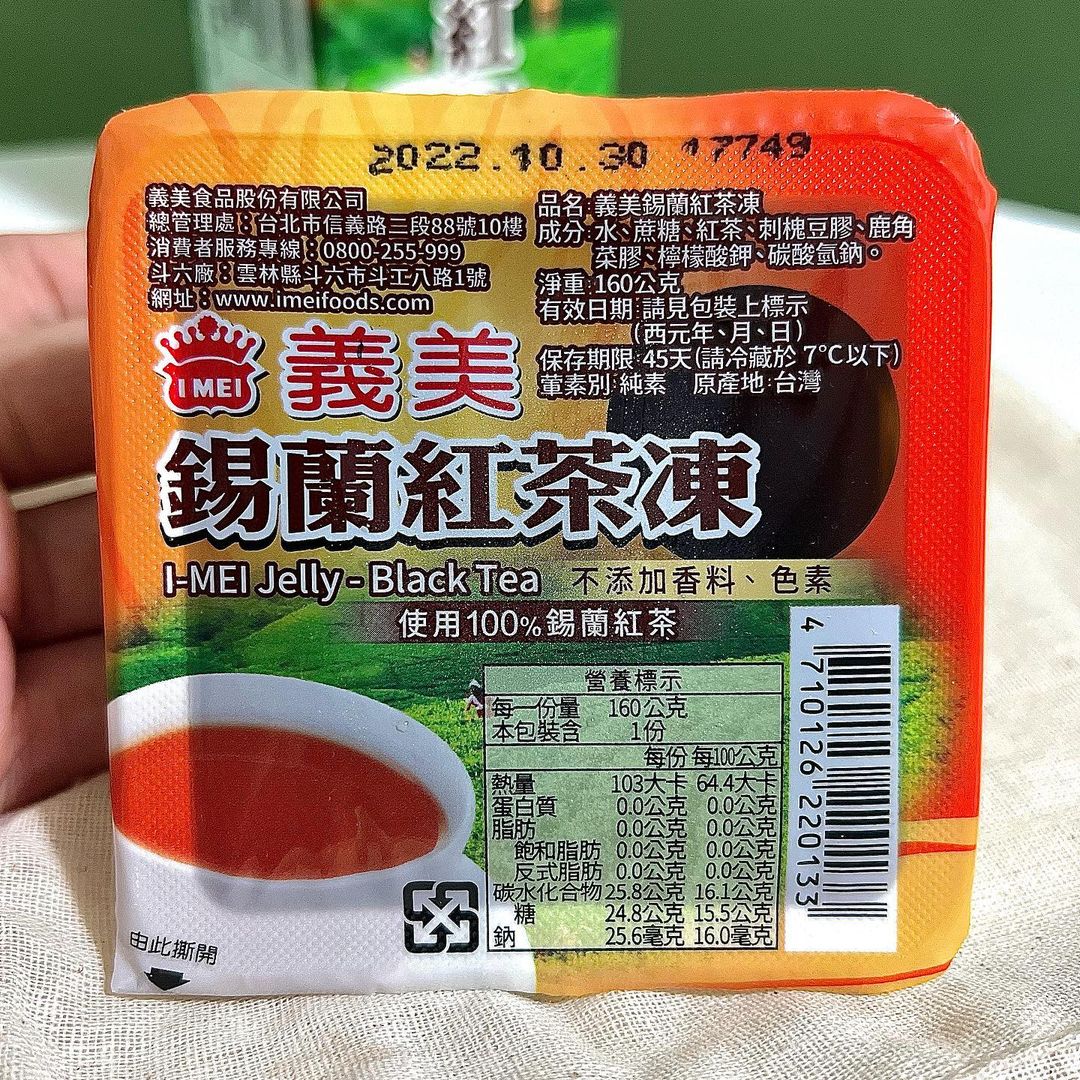 2022.10.30 17749
義美食品股份有限公司
總管理處：台北市信義路二段88號10樓
消費者服務專線：0800-255-999
斗六廠：雲林縣斗六市斗工八路1號
網址：www.imeifoods.com
品名:義美錫蘭紅茶凍
成分:水、蔗糖、紅茶、刺槐豆膠、鹿角
菜膠、檸檬酸鉀、碳酸氫鈉。
淨重:160公克
有效日期:請見包裝上標示
(西元年、月、日)
保存期限:45天(請冷藏於 7℃以下)
葷素別:純素 原產地:台灣
I MEI
義美
錫蘭紅茶凍
I-MEI Jelly - Black Tea 不添加香料、色素
使用100%錫蘭紅茶
營養標示
每一份量 160公克
本包裝含 1份
每份 每100公克
熱量 103大卡 64.4大卡
蛋白質 0.0公克 0.0公克
脂肪 0.0公克 0.0公克
飽和脂肪 0.0公克 0.0公克
反式脂肪 0.0公克 0.0公克
碳水化合物 25.8公克 16.1公克
糖 24.8公克 15.5公克
鈉 25.6毫克 16.0毫克
4 710126 220133
由此撕開